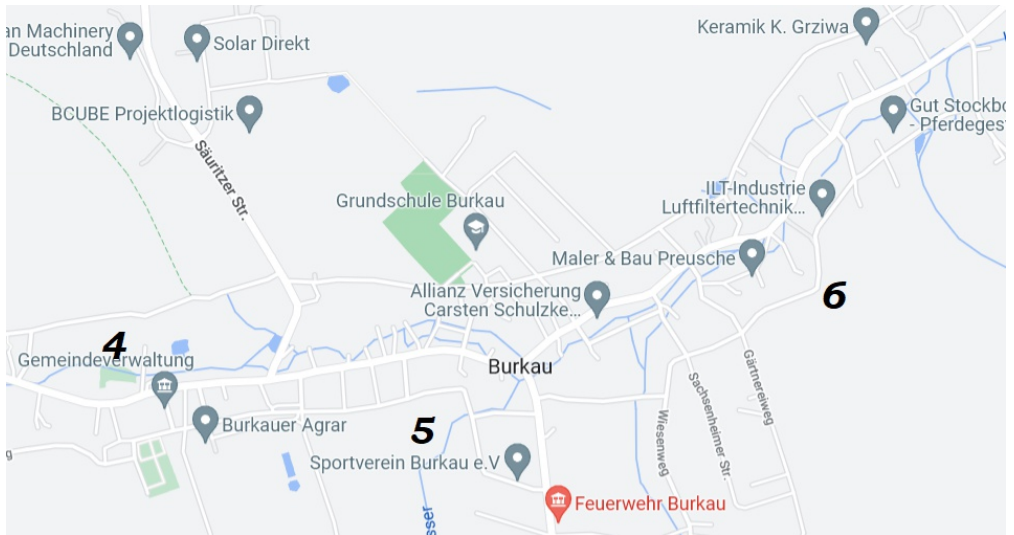 an Machinery
Deutschland
Solar Direkt
Keramik K. Grziwa
BCUBE Projektlogistik
Gut Stockbo
- Pferdegest
Säuritzer Str.
Grundschule Burkau
ILT-Industrie
Luftfiltertechnik...
Maler & Bau Preusche
Allianz Versicherung
Carsten Schulzke...
6
4
Gemeindeverwaltung
Burkau
Gärtnereiweg
Sachsenheimer Str.
Wiesenweg
Burkauer Agrar
5
Sportverein Burkau e.V
Feuerwehr Burkau
sser
g